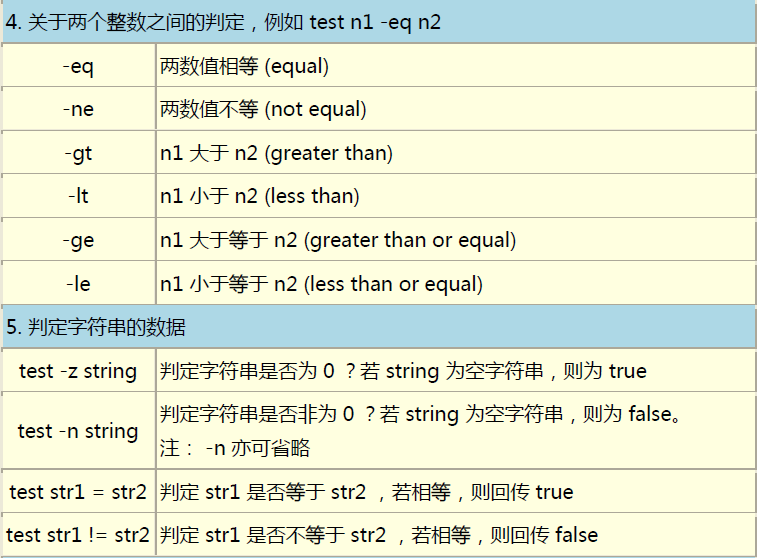 4. 关于两个整数之间的判定，例如 test n1 -eq n2
-eq 两数值相等 (equal)
-ne 两数值不等 (not equal)
-gt n1 大于 n2 (greater than)
-lt n1 小于 n2 (less than)
-ge n1 大于等于 n2 (greater than or equal)
-le n1 小于等于 n2 (less than or equal)
5. 判定字符串的数据
test -z string 判定字符串是否为 0 ？若 string 为空字符串，则为 true
test -n string 判定字符串是否非为 0 ？若 string 为空字符串，则为 false。
注： -n 亦可省略
test str1 = str2 判定 str1 是否等于 str2 ，若相等，则回传 true
test str1 != str2 判定 str1 是否不等于 str2 ，若相等，则回传 false